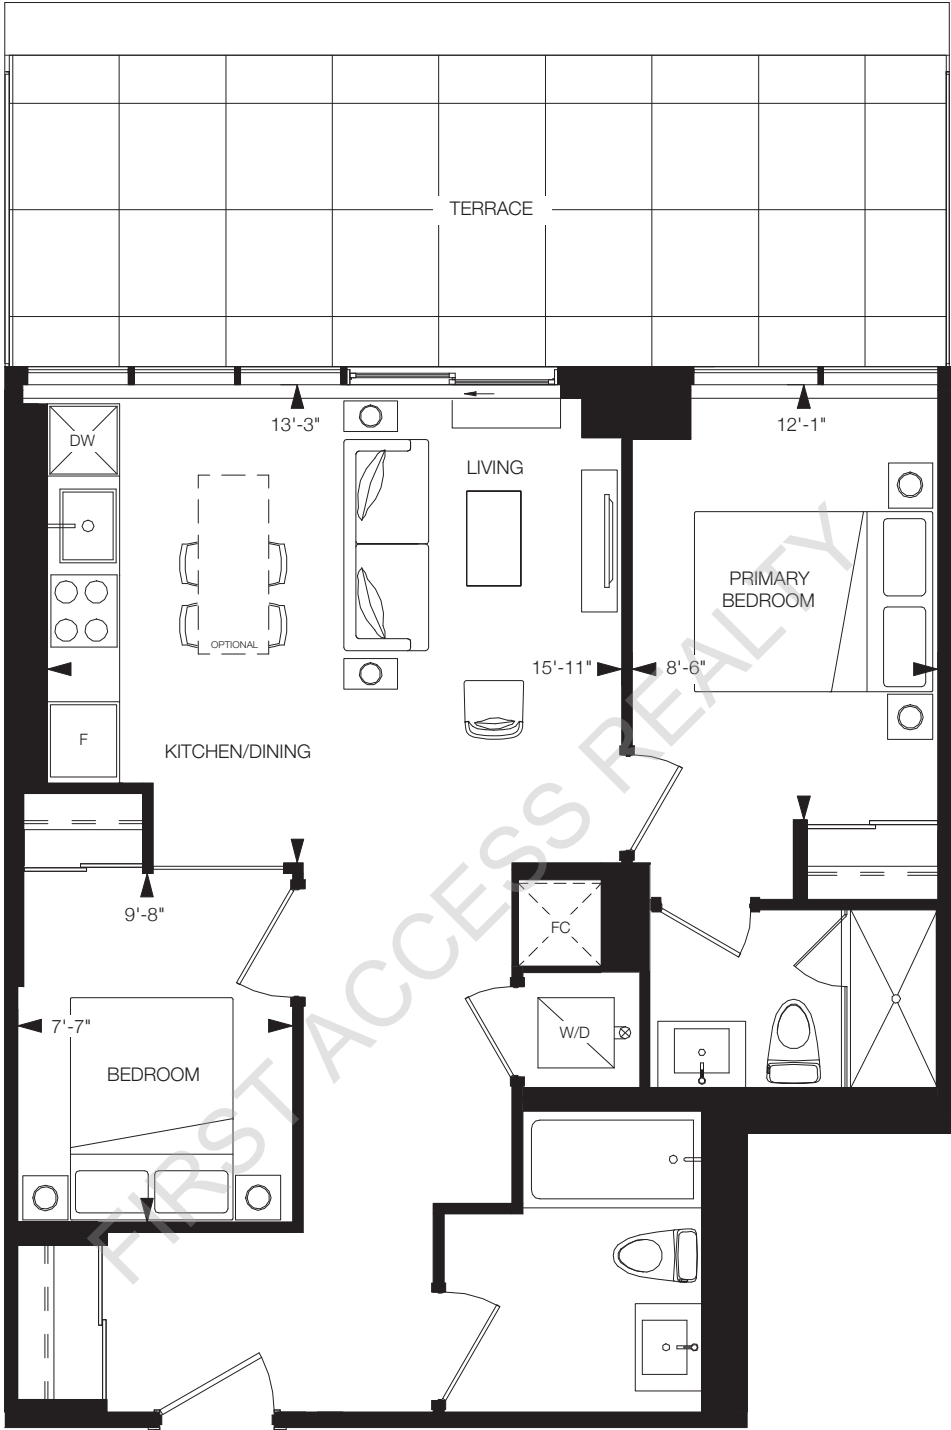 TERRACE
13'-3"
12'-1"
DW
LIVING
PRIMARY
BEDROOM
OPTIONAL
15'-11"
8'-6"
F
KITCHEN/DINING
9'-8"
FC
7'-7"
W/D
BEDROOM
FIRST ACCESS REALTY